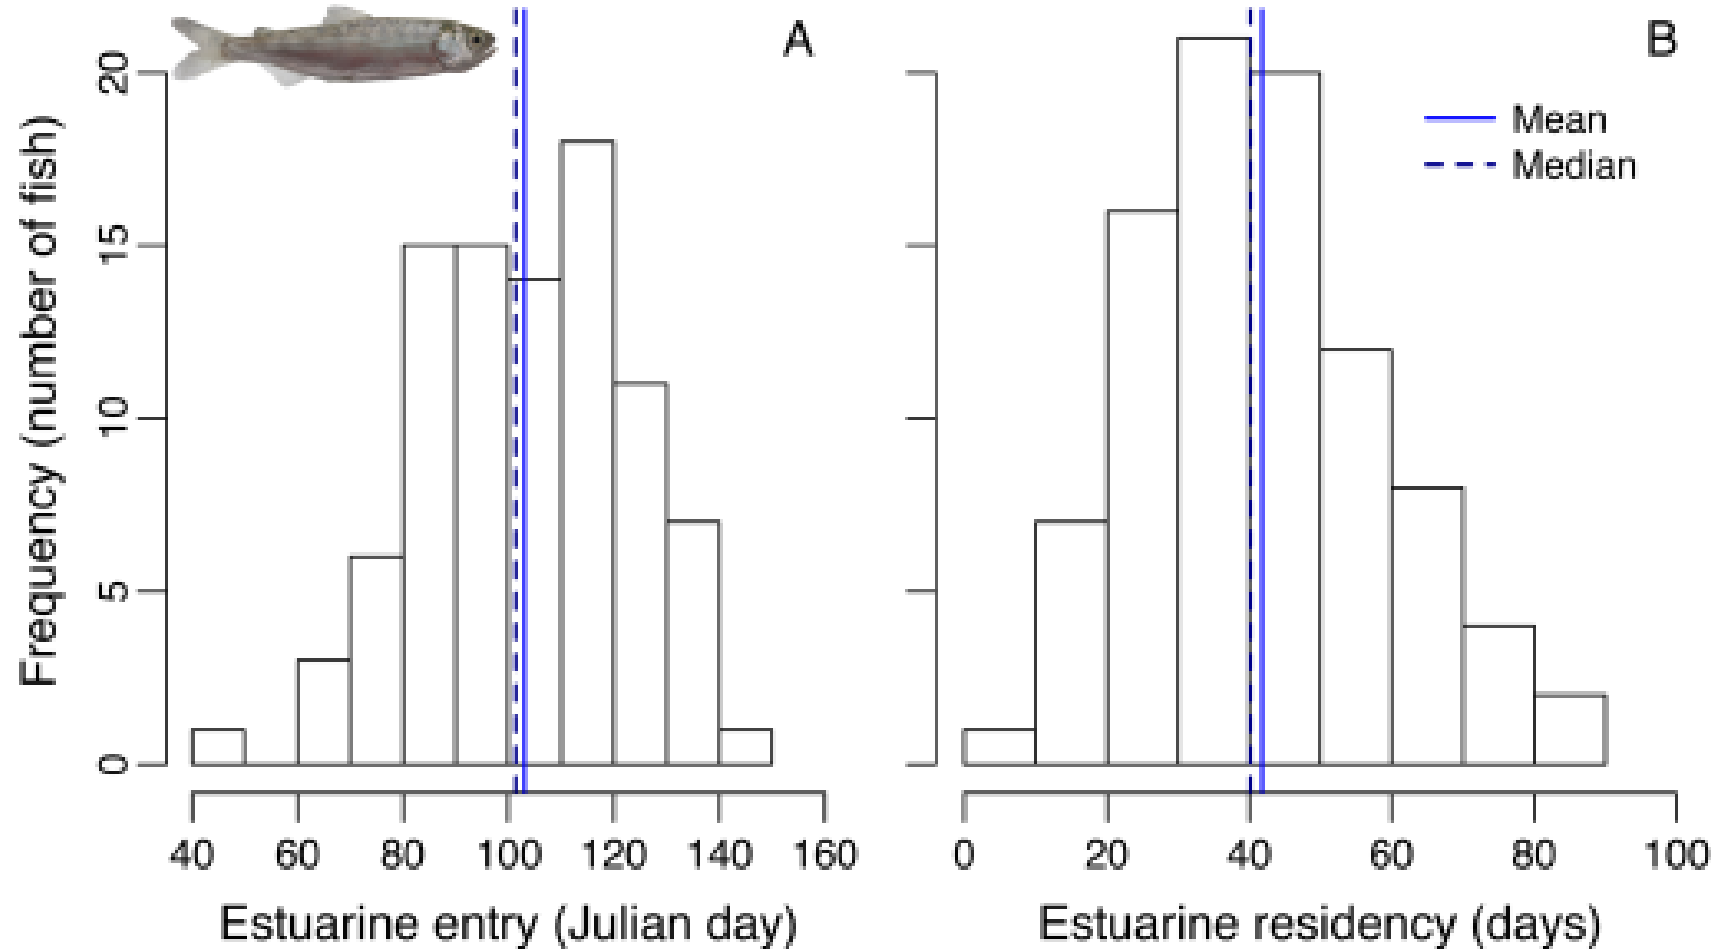 A
B
Frequency (number of fish)
20
15
10
5
0
Mean
Median
40 60 80 100 120 140 160
0 20 40 60 80 100
Estuarine entry (Julian day)
Estuarine residency (days)